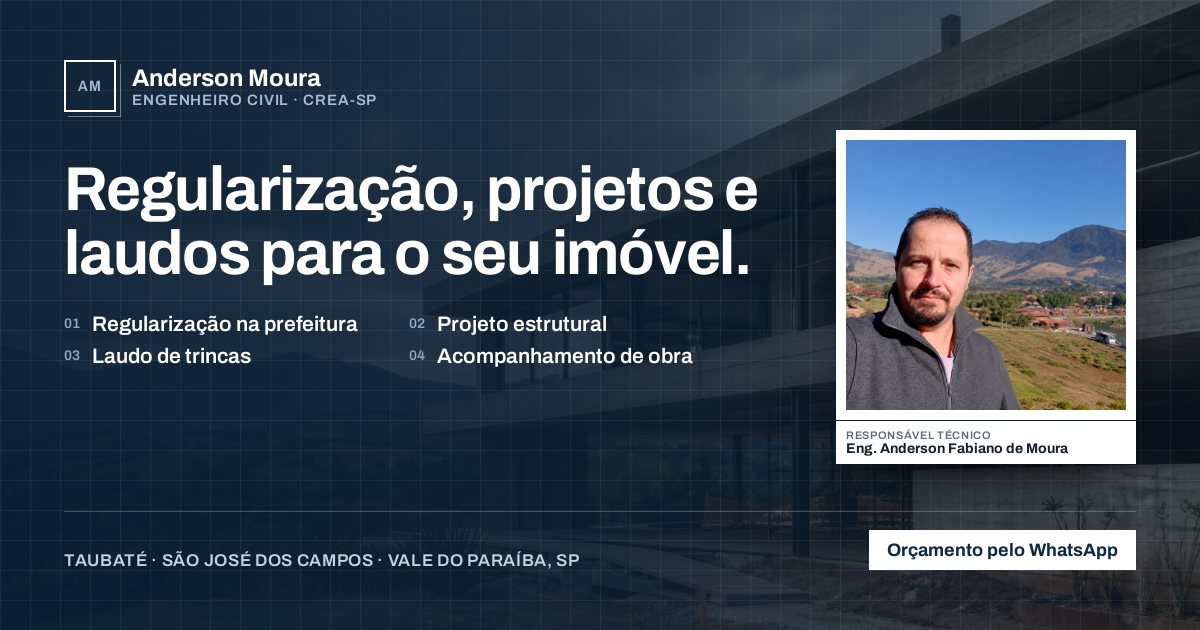 AM
Anderson Moura
ENGENHEIRO CIVIL · CREA-SP
Regularização, projetos e
laudos para o seu imóvel.
01 Regularização na prefeitura
02 Projeto estrutural
03 Laudo de trincas
04 Acompanhamento de obra
RESPONSÁVEL TÉCNICO
Eng. Anderson Fabiano de Moura
TAUBATÉ · SÃO JOSÉ DOS CAMPOS · VALE DO PARAÍBA, SP
Orçamento pelo WhatsApp